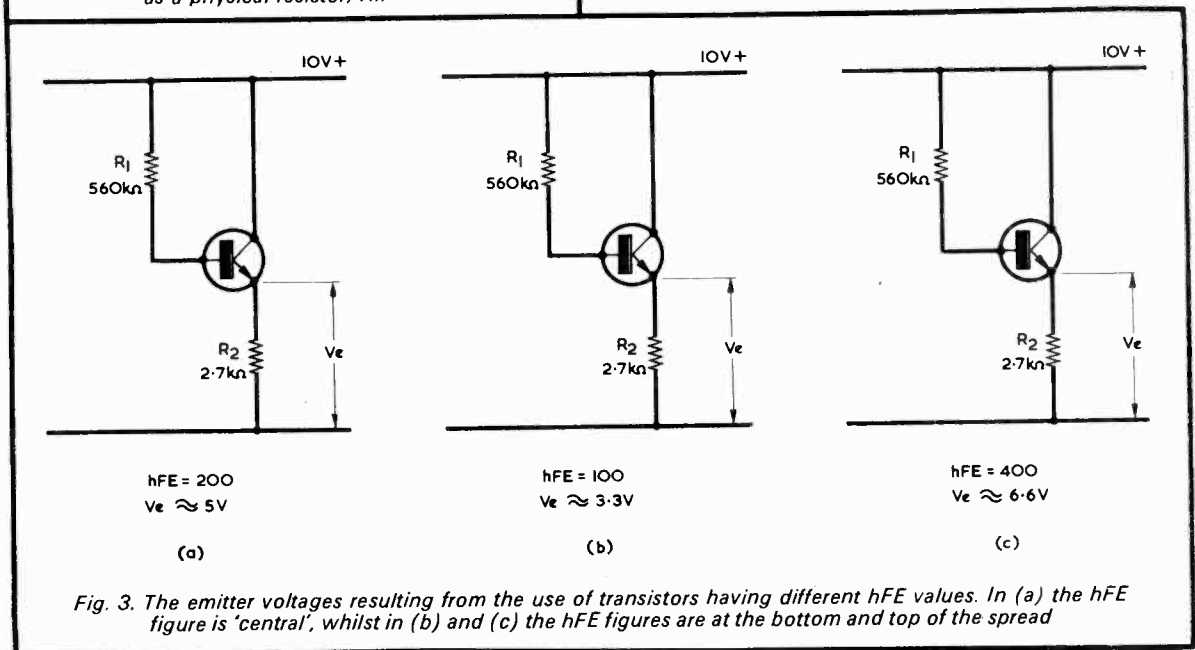 as a physical resistor,
10V+
R1
560kΩ
R2
2·7kΩ
Ve
hFE = 200
Ve ≈ 5V
(a)
10V+
R1
560kΩ
R2
2·7kΩ
Ve
hFE = 100
Ve ≈ 3·3V
(b)
10V+
R1
560kΩ
R2
2·7kΩ
Ve
hFE = 400
Ve ≈ 6·6V
(c)
Fig. 3. The emitter voltages resulting from the use of transistors having different hFE values. In (a) the hFE
figure is ‘central’, whilst in (b) and (c) the hFE figures are at the bottom and top of the spread